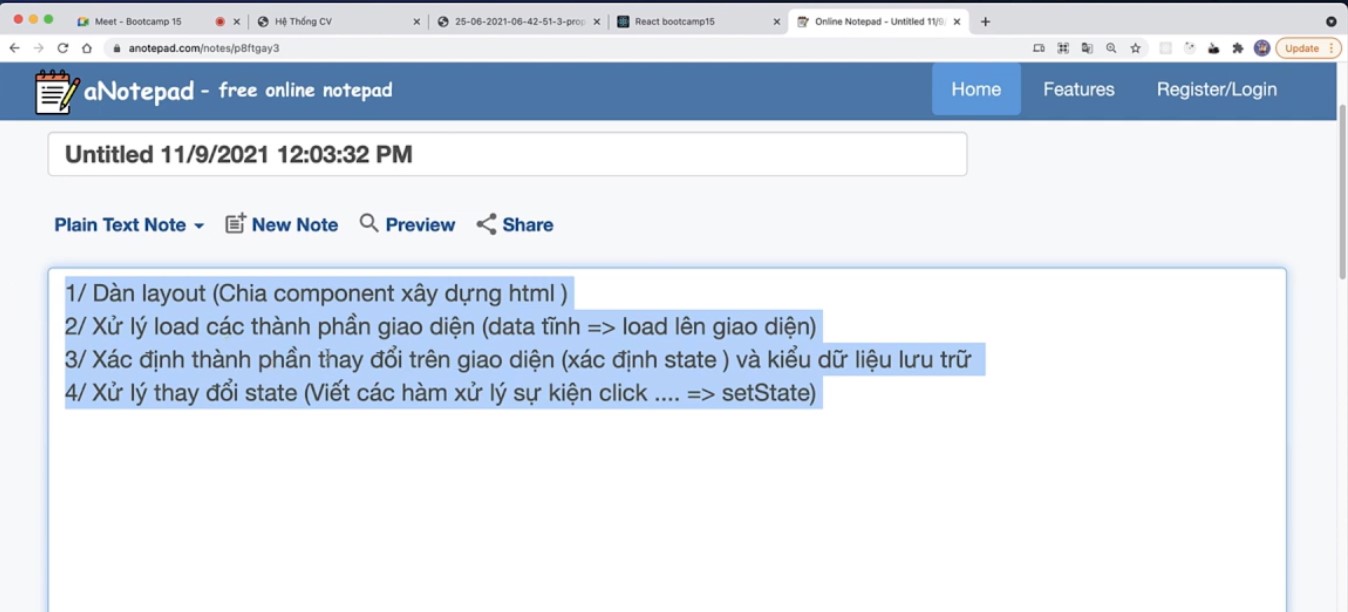 Meet - Bootcamp 15
Hệ Thống CV
25-06-2021-06-42-51-3-prop
React bootcamp15
Online Notepad - Untitled 11/9/
anotepad.com/notes/p8ftgay3
Update
aNotepad - free online notepad
Home
Features
Register/Login
Untitled 11/9/2021 12:03:32 PM
Plain Text Note
New Note
Preview
Share
1/ Dàn layout (Chia component xây dựng html )
2/ Xử lý load các thành phần giao diện (data tĩnh => load lên giao diện)
3/ Xác định thành phần thay đổi trên giao diện (xác định state ) và kiểu dữ liệu lưu trữ
4/ Xử lý thay đổi state (Viết các hàm xử lý sự kiện click .... => setState)